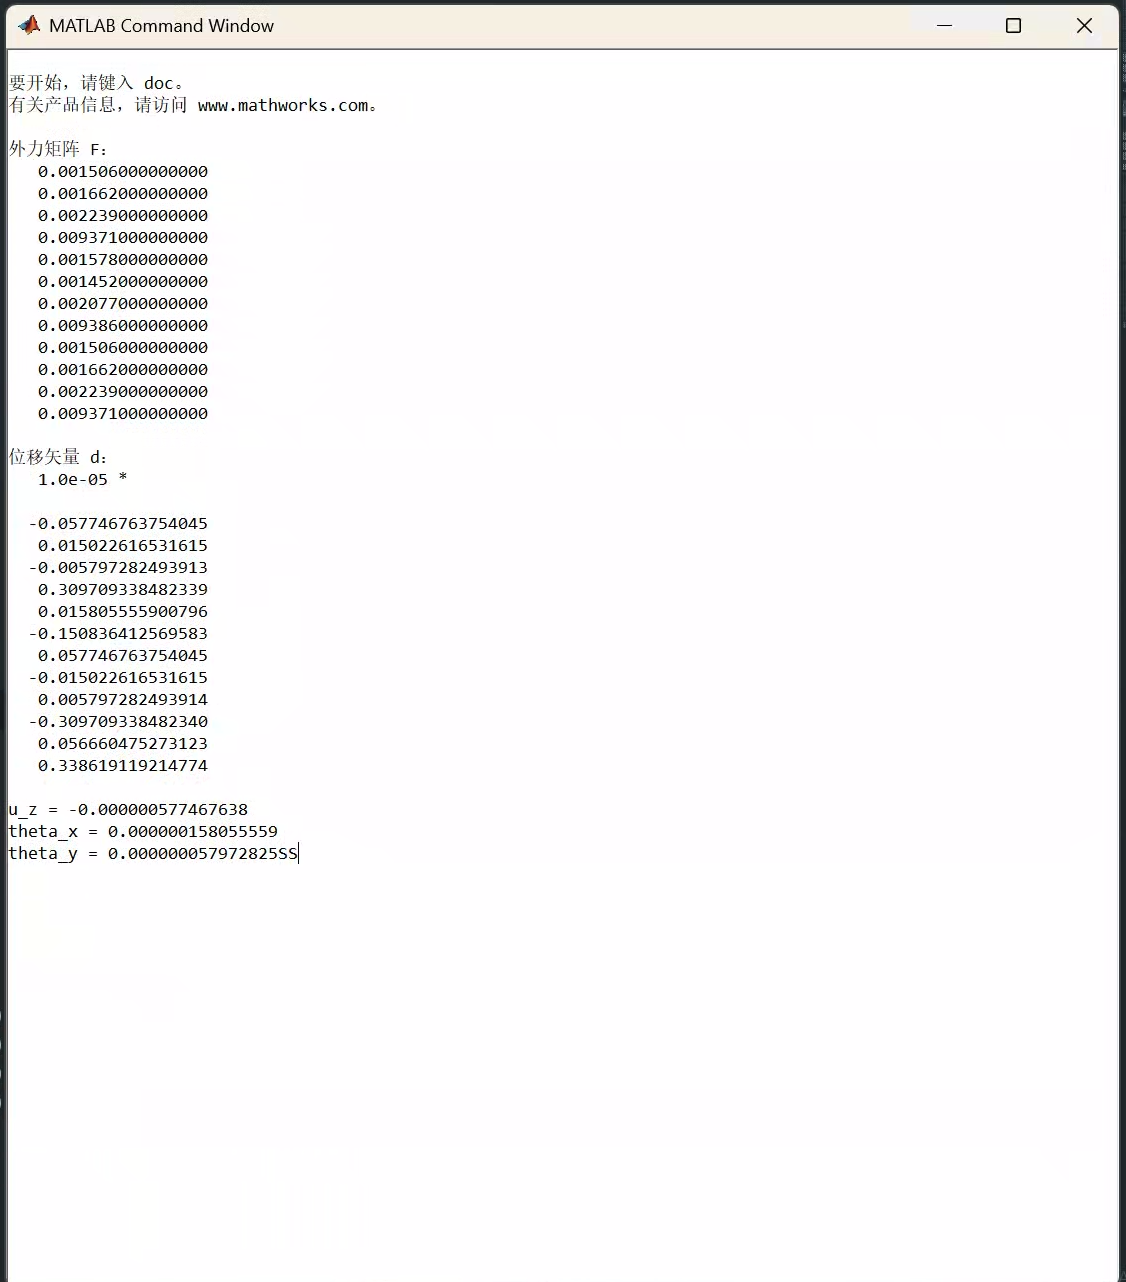 MATLAB Command Window
要开始，请键入 doc。
有关产品信息，请访问 www.mathworks.com。
外力矩阵 F:
0.001506000000000
0.001662000000000
0.002239000000000
0.009371000000000
0.001578000000000
0.001452000000000
0.002077000000000
0.009386000000000
0.001506000000000
0.001662000000000
0.002239000000000
0.009371000000000
位移矢量 d:
1.0e-05 *
-0.057746763754045
0.015022616531615
-0.005797282493913
0.309709338482339
0.015805555900796
-0.150836412569583
0.057746763754045
-0.015022616531615
0.005797282493914
-0.309709338482340
0.056660475273123
0.338619119214774
u_z = -0.000000577467638
theta_x = 0.000000158055559
theta_y = 0.000000057972825SS